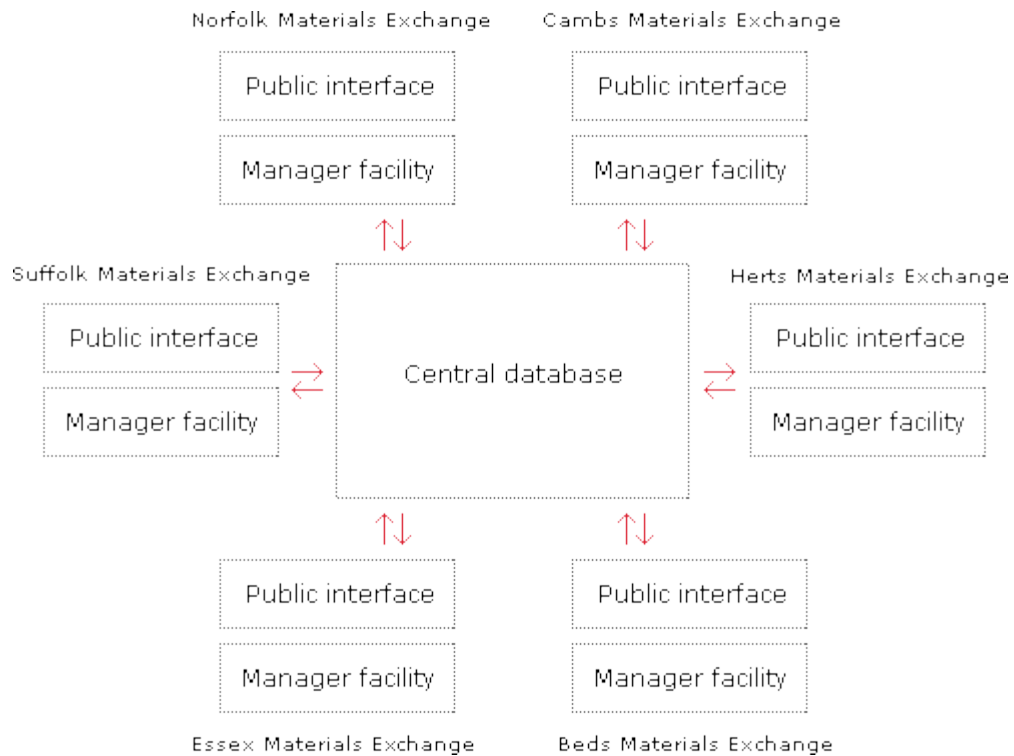 Norfolk Materials Exchange
Cambs Materials Exchange
Public interface
Public interface
Manager facility
Manager facility
Suffolk Materials Exchange
Herts Materials Exchange
Public interface
Public interface
Central database
Manager facility
Manager facility
Public interface
Public interface
Manager facility
Manager facility
Essex Materials Exchange
Beds Materials Exchange